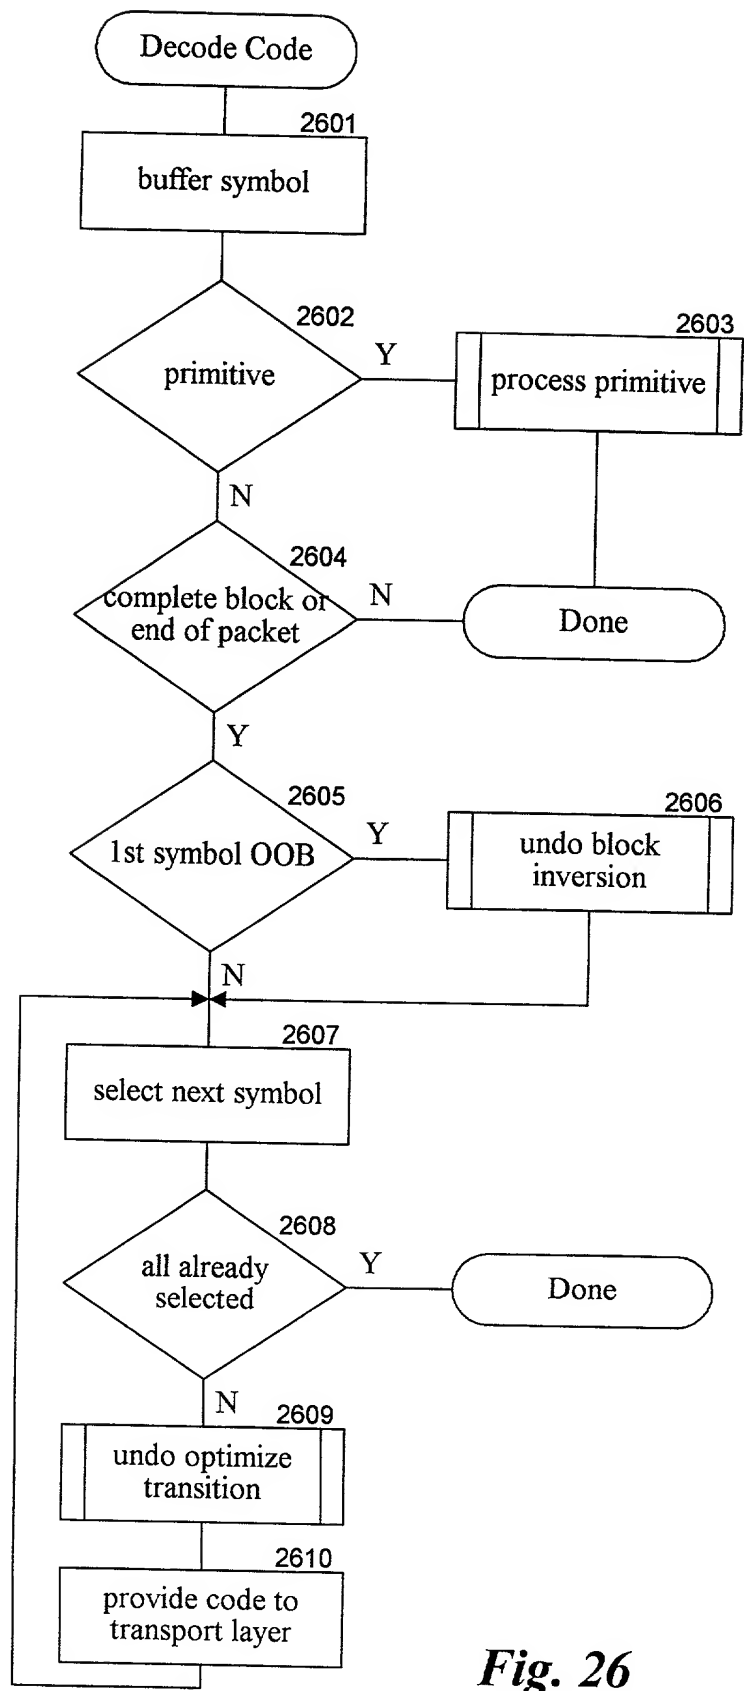 Decode Code
2601
buffer symbol
2602
primitive
Y
2603
process primitive
N
2604
complete block or
end of packet
N
Done
Y
2605
1st symbol OOB
Y
2606
undo block
inversion
N
2607
select next symbol
2608
all already
selected
Y
Done
N
2609
undo optimize
transition
2610
provide code to
transport layer
Fig. 26